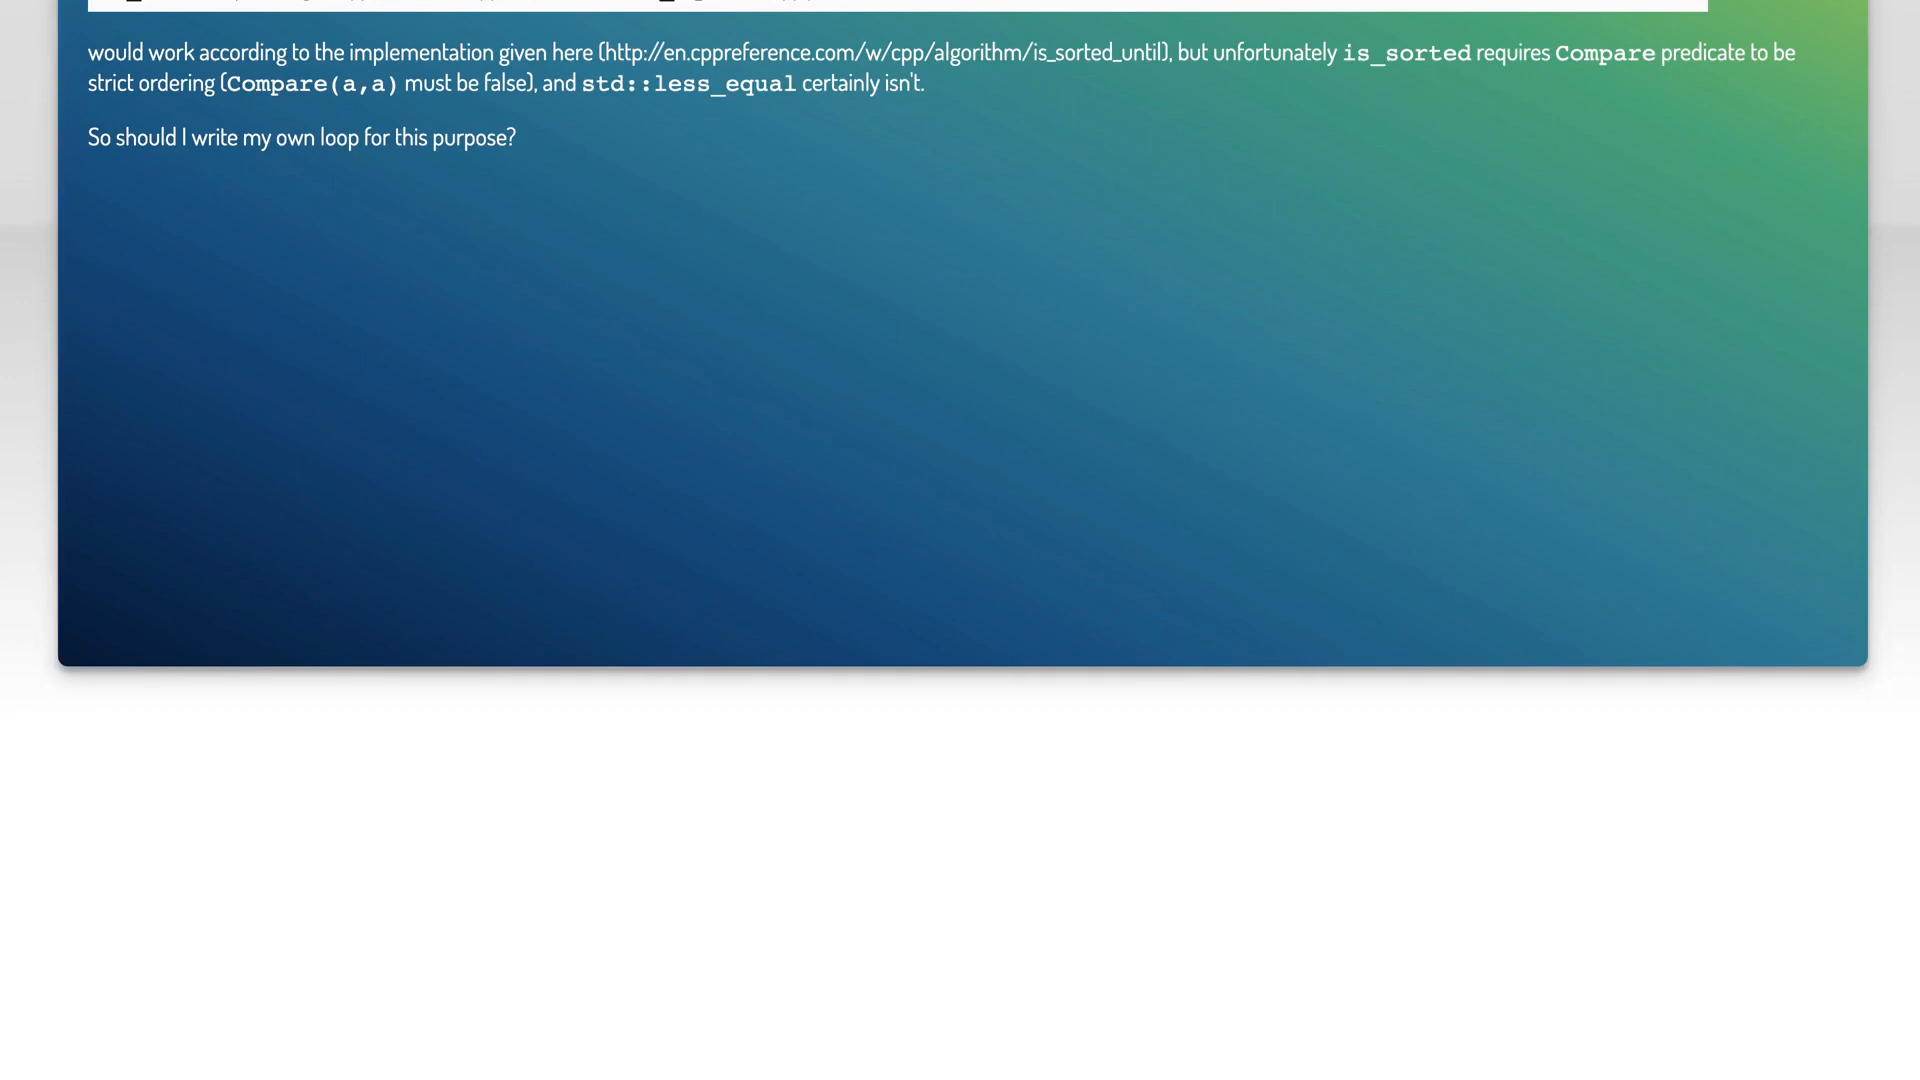 would work according to the implementation given here (http://en.cppreference.com/w/cpp/algorithm/is_sorted_until), but unfortunately is_sorted requires Compare predicate to be
strict ordering (Compare(a,a) must be false), and std::less_equal certainly isn't.
So should I write my own loop for this purpose?